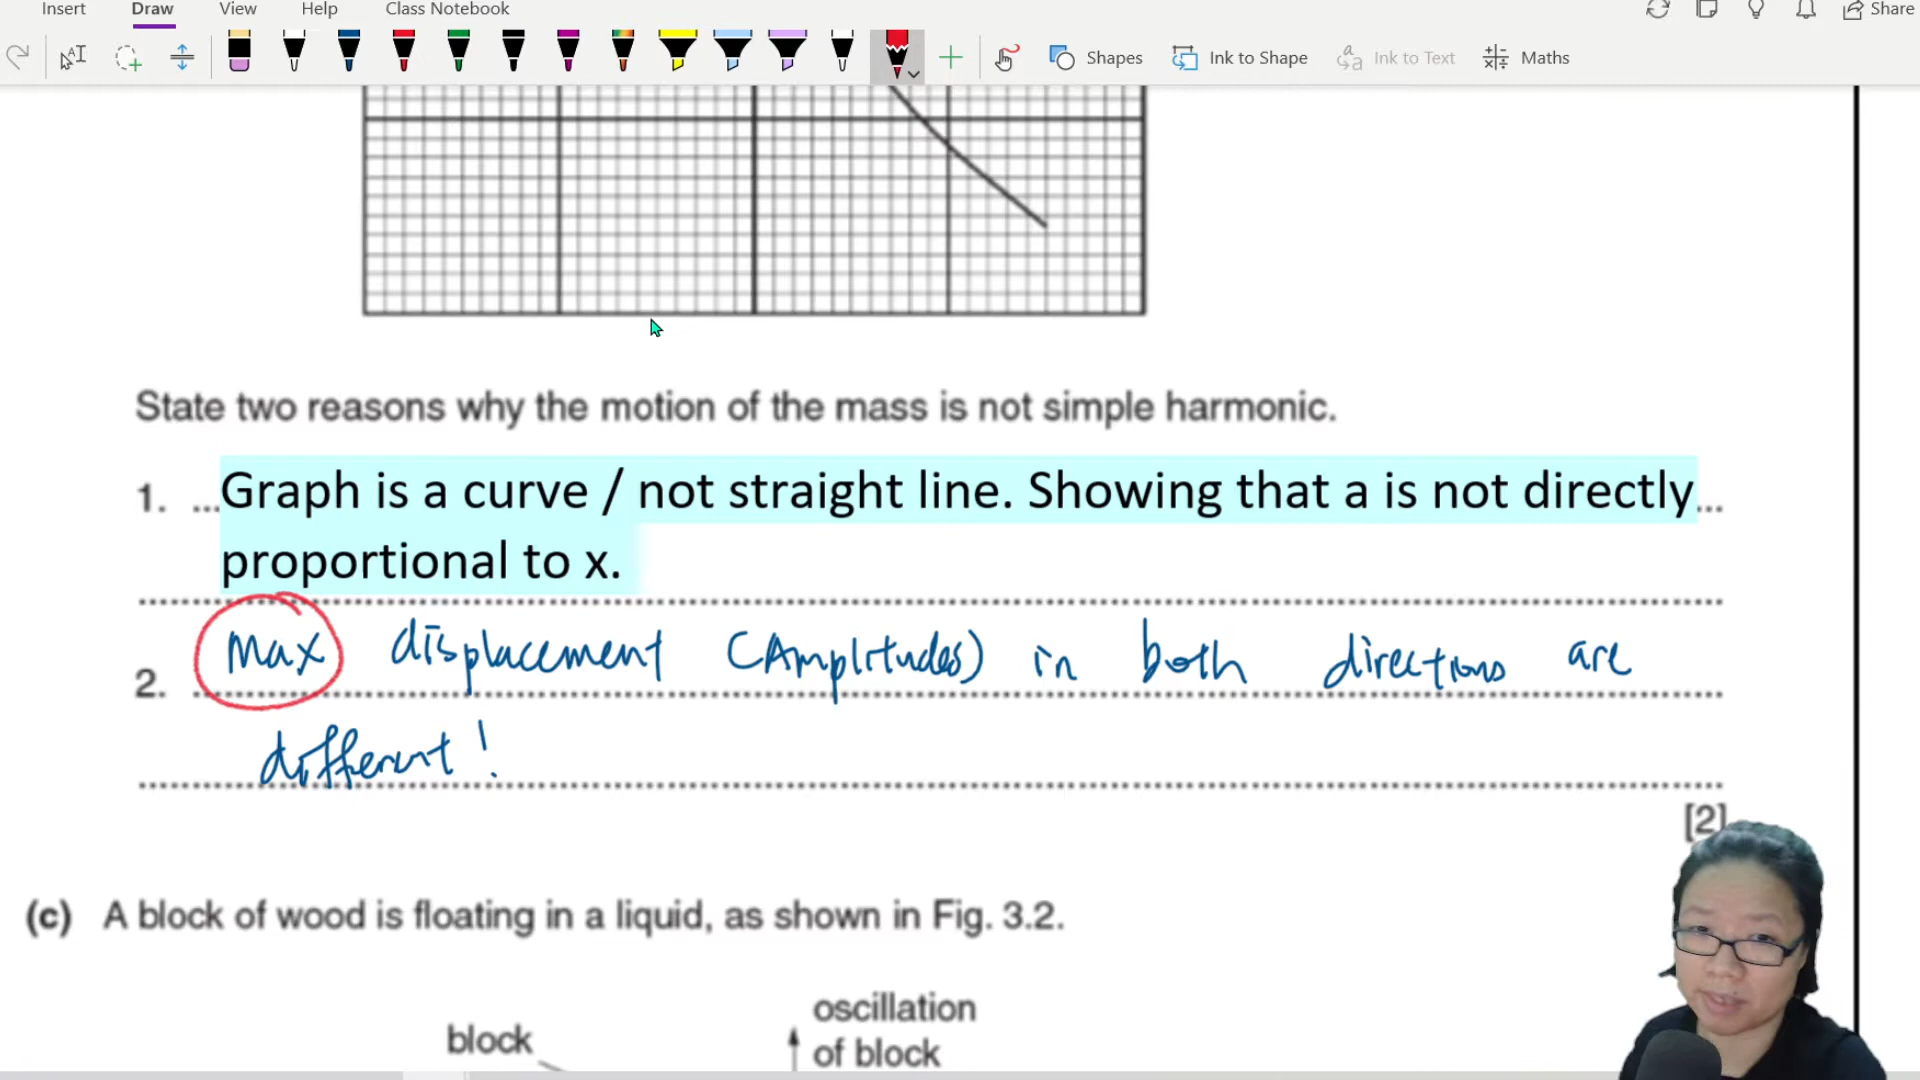 Insert Draw View Help Class Notebook Share
Shapes Ink to Shape Ink to Text Maths
State two reasons why the motion of the mass is not simple harmonic.
1. ...Graph is a curve / not straight line. Showing that a is not directly...
proportional to x.
2. Max displacement (Amplitudes) in both directions are
different!
[2]
(c) A block of wood is floating in a liquid, as shown in Fig. 3.2.
oscillation
block of block